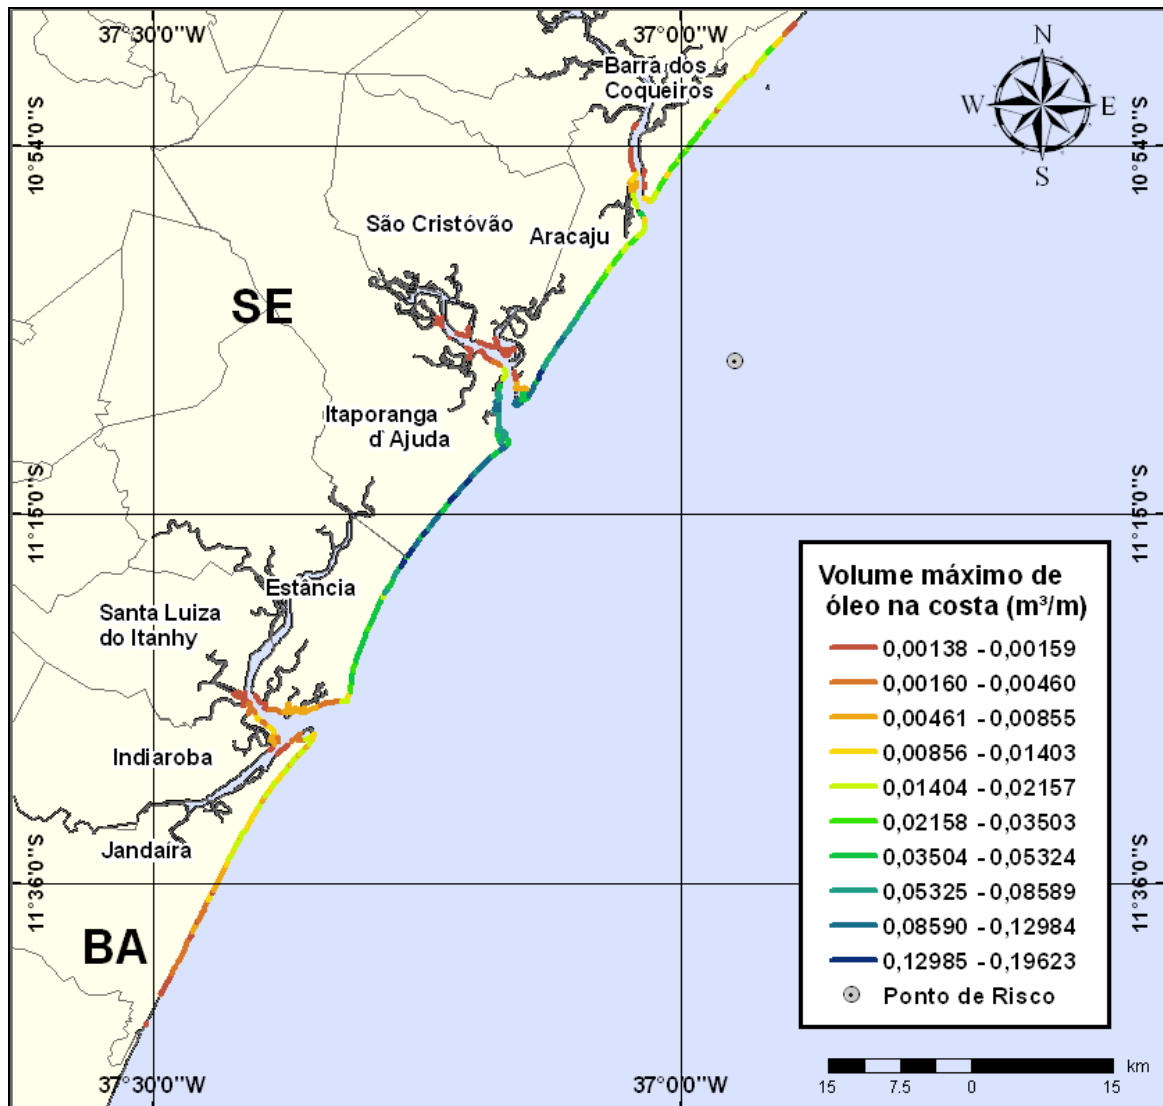 37°30'0''W
37°0'0''W
N
Barra dos
Coqueiros
W
E
10°54'0''S
10°54'0''S
S
São Cristóvão
Aracaju
SE
Itaporanga
d`Ajuda
11°15'0''S
11°15'0''S
Estância
Santa Luiza
do Itanhy
Indiaroba
Jandaíra
11°36'0''S
11°36'0''S
BA
Volume máximo de
óleo na costa (m³/m)
0,00138 - 0,00159
0,00160 - 0,00460
0,00461 - 0,00855
0,00856 - 0,01403
0,01404 - 0,02157
0,02158 - 0,03503
0,03504 - 0,05324
0,05325 - 0,08589
0,08590 - 0,12984
0,12985 - 0,19623
Ponto de Risco
km
15 7.5 0 15
37°30'0''W
37°0'0''W